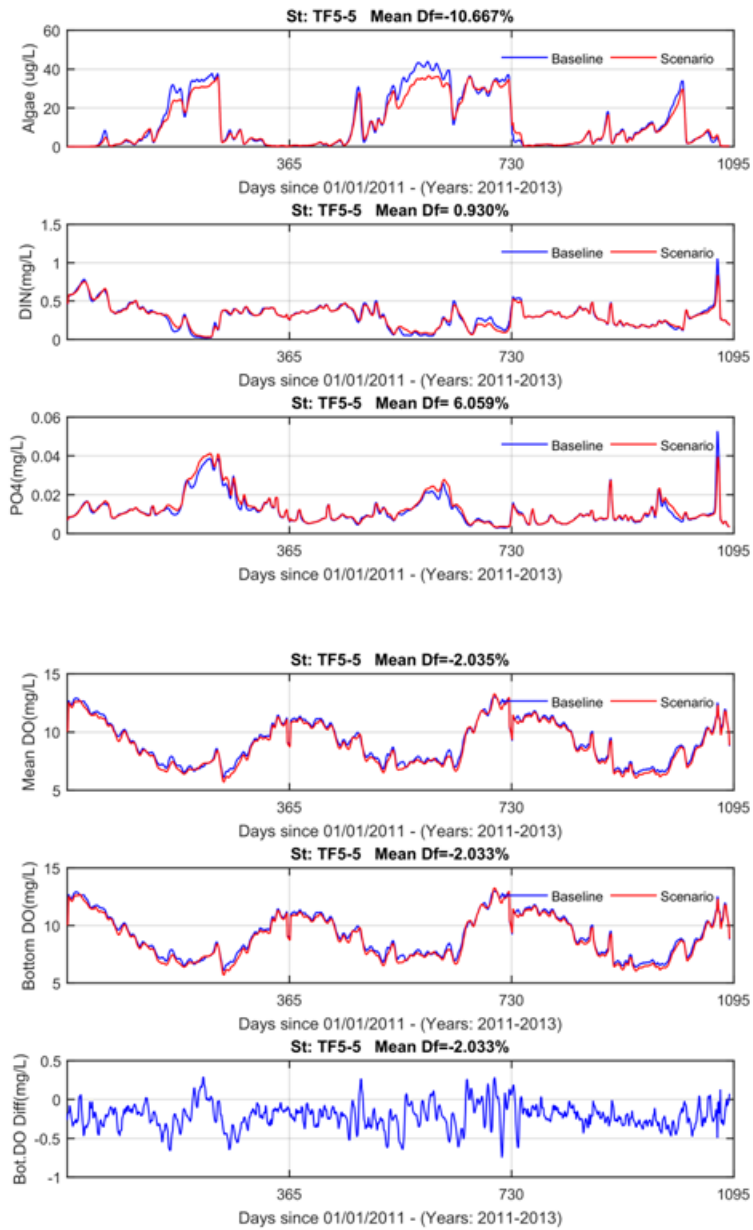 St: TF5-5 Mean Df=-10.667%
60
40
20
0
Algae (ug/L)
Baseline Scenario
365 730 1095
Days since 01/01/2011 - (Years: 2011-2013)
St: TF5-5 Mean Df= 0.930%
1.5
1
0.5
0
DIN(mg/L)
Baseline Scenario
365 730 1095
Days since 01/01/2011 - (Years: 2011-2013)
St: TF5-5 Mean Df= 6.059%
0.06
0.04
0.02
0
PO4(mg/L)
Baseline Scenario
365 730 1095
Days since 01/01/2011 - (Years: 2011-2013)
St: TF5-5 Mean Df=-2.035%
15
10
5
Mean DO(mg/L)
Baseline Scenario
365 730 1095
Days since 01/01/2011 - (Years: 2011-2013)
St: TF5-5 Mean Df=-2.033%
15
10
5
Bottom DO(mg/L)
Baseline Scenario
365 730 1095
Days since 01/01/2011 - (Years: 2011-2013)
St: TF5-5 Mean Df=-2.033%
0.5
0
-0.5
-1
Bot.DO Diff(mg/L)
365 730 1095
Days since 01/01/2011 - (Years: 2011-2013)